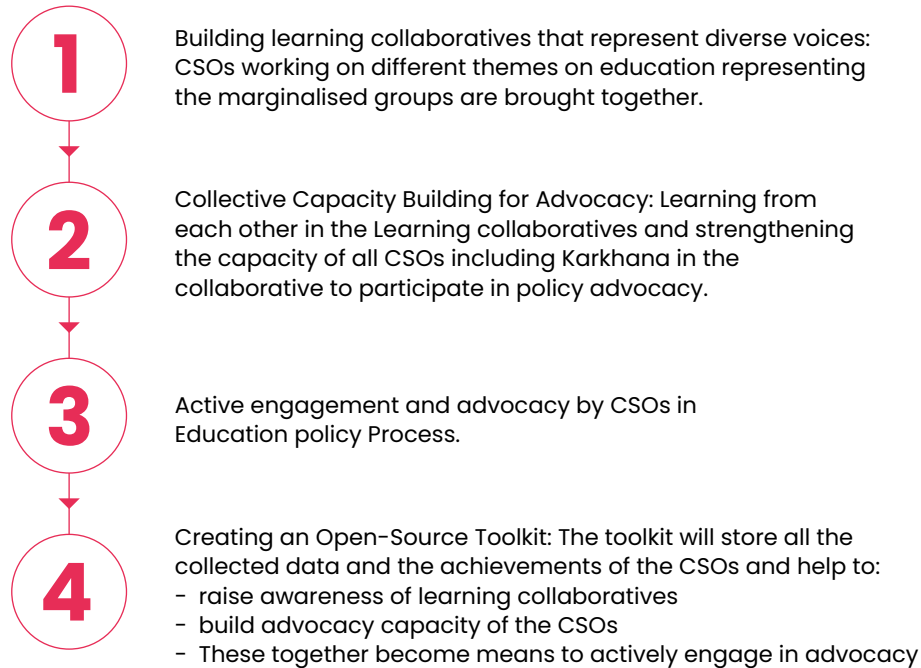 1
Building learning collaboratives that represent diverse voices:
CSOs working on different themes on education representing
the marginalised groups are brought together.
2
Collective Capacity Building for Advocacy: Learning from
each other in the Learning collaboratives and strengthening
the capacity of all CSOs including Karkhana in the
collaborative to participate in policy advocacy.
3
Active engagement and advocacy by CSOs in
Education policy Process.
4
Creating an Open-Source Toolkit: The toolkit will store all the
collected data and the achievements of the CSOs and help to:
- raise awareness of learning collaboratives
- build advocacy capacity of the CSOs
- These together become means to actively engage in advocacy